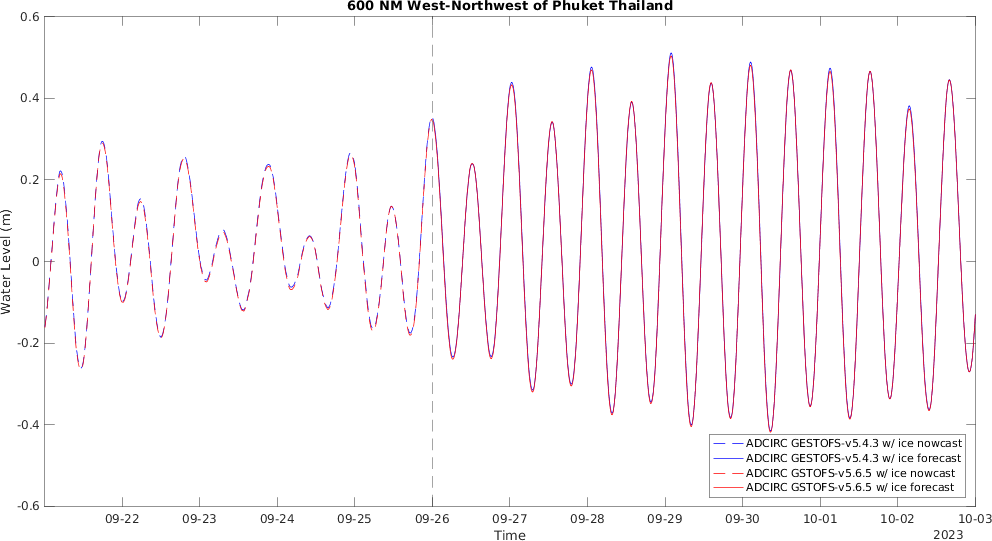 600 NM West-Northwest of Phuket Thailand
0.6
0.4
0.2
0
-0.2
-0.4
-0.6
Water Level (m)
09-22 09-23 09-24 09-25 09-26 09-27 09-28 09-29 09-30 10-01 10-02 10-03
Time
2023
ADCIRC GESTOFS-v5.4.3 w/ ice nowcast
ADCIRC GESTOFS-v5.4.3 w/ ice forecast
ADCIRC GSTOFS-v5.6.5 w/ ice nowcast
ADCIRC GSTOFS-v5.6.5 w/ ice forecast